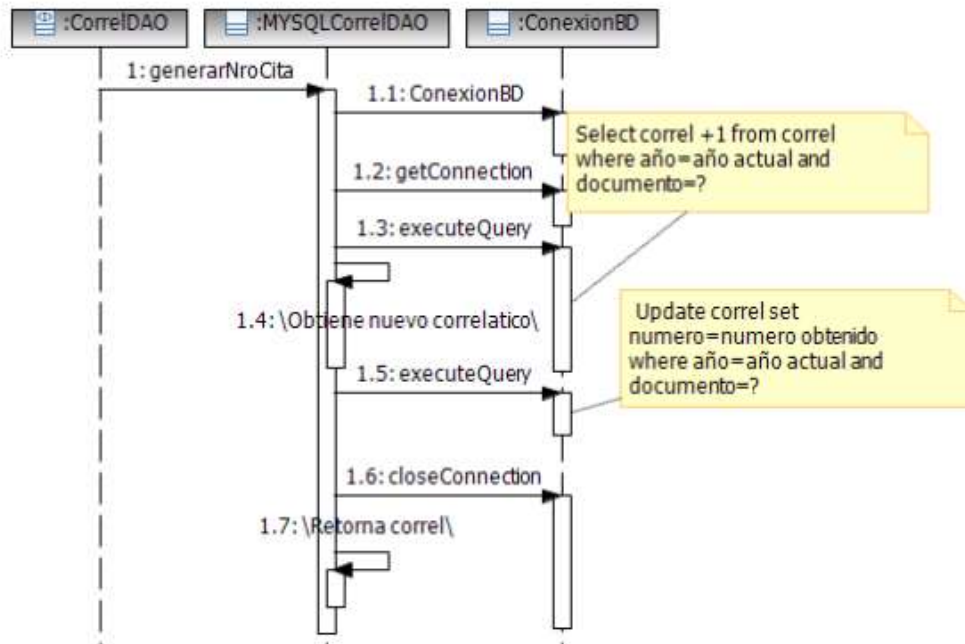 :CorrelDAO
:MYSQLCorrelDAO
:ConexionBD
1: generarNroCita
1.1: ConexionBD
Select correl +1 from correl
where año=año actual and
documento=?
1.2: getConnection
1.3: executeQuery
1.4: \Obtiene nuevo correlatico\
Update correl set
numero=numero obtenido
where año=año actual and
documento=?
1.5: executeQuery
1.6: closeConnection
1.7: \Retorna correl\